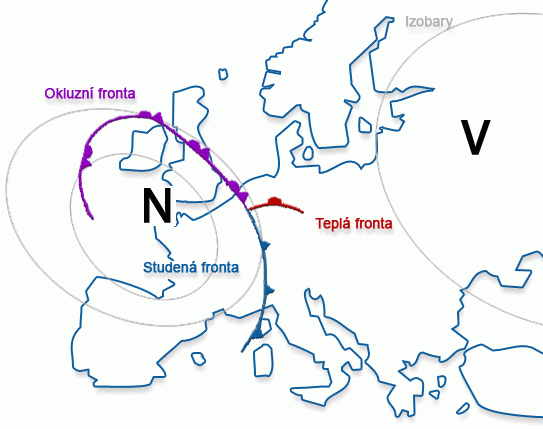 Izobary
Okluzní fronta
V
N
Teplá fronta
Studená fronta